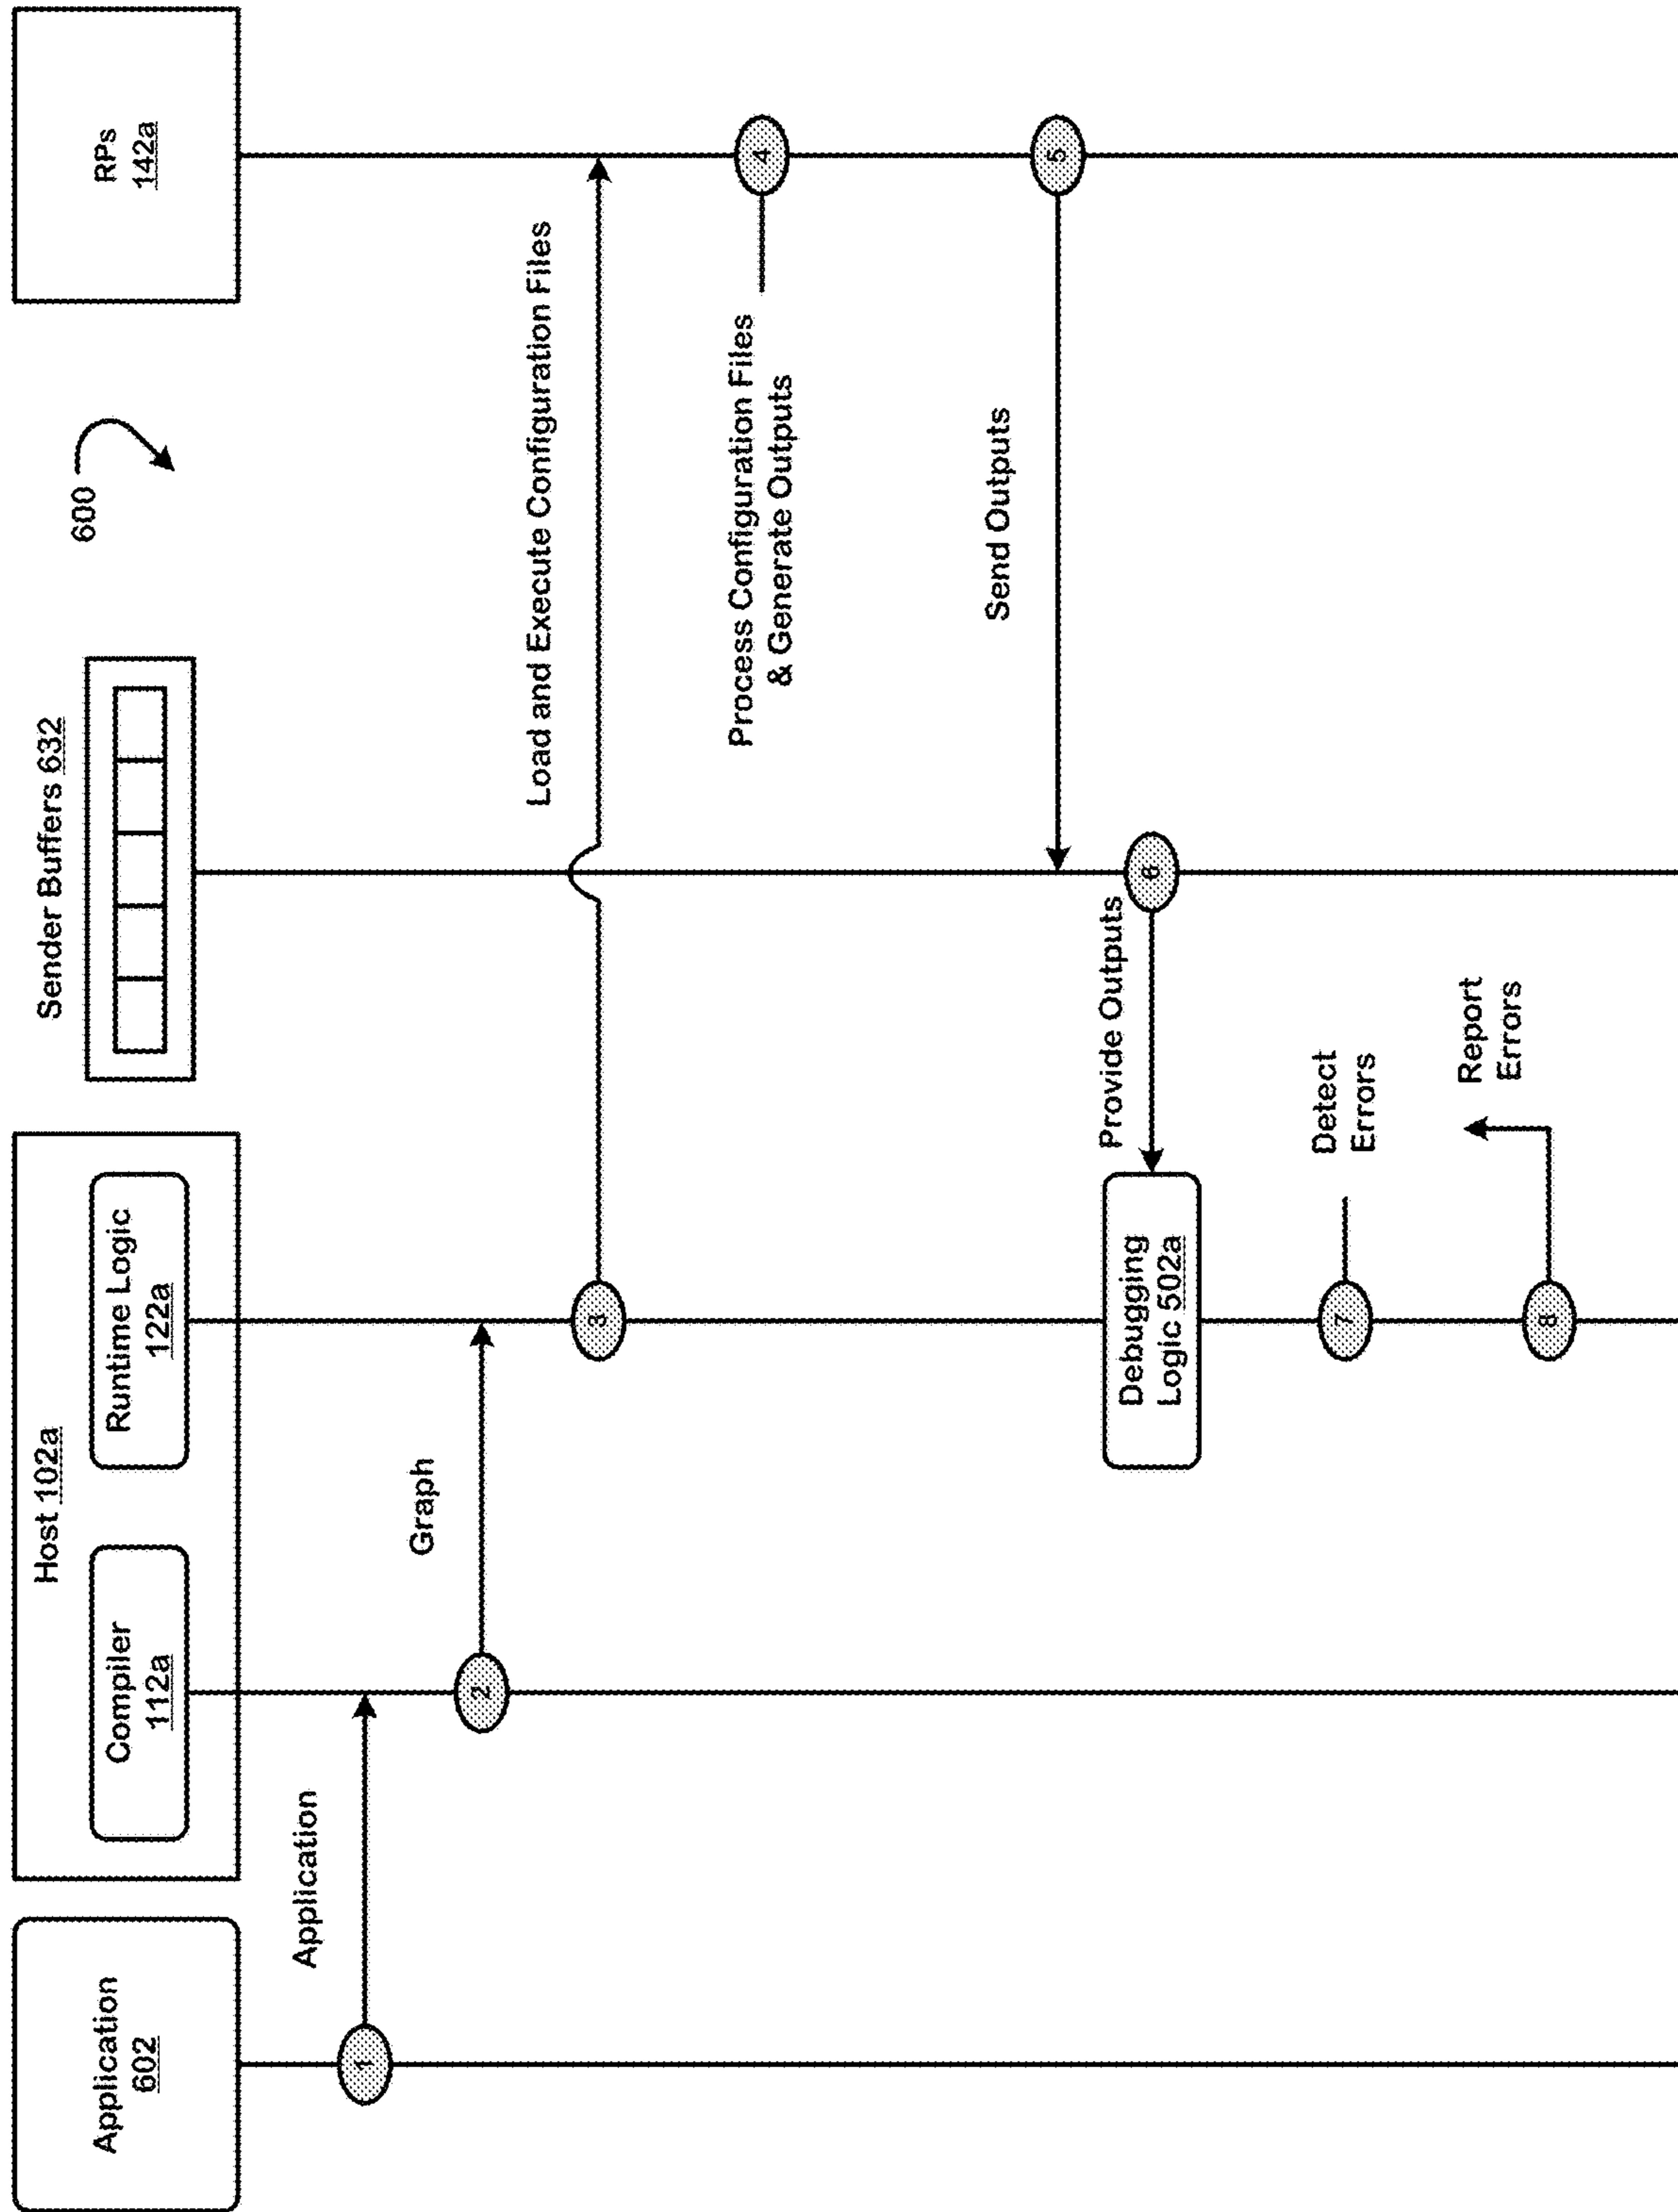 Application
602
Host 102a
Compiler
112a
Runtime Logic
122a
Sender Buffers 632
600
RPs
142a
Application
1
Graph
2
Load and Execute Configuration Files
3
Process Configuration Files
& Generate Outputs
4
Send Outputs
5
Provide Outputs
6
Debugging
Logic 502a
Detect
Errors
7
Report
Errors
8